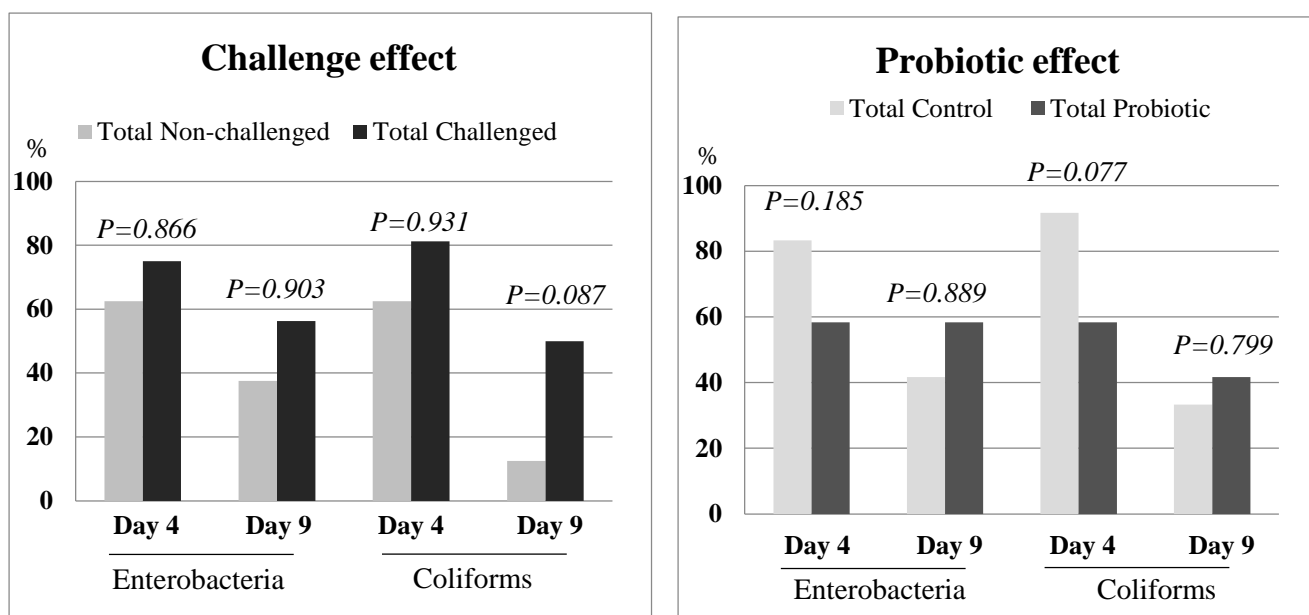 Challenge effect
Total Non-challenged Total Challenged
%
100
80
60
40
20
0
P=0.866
P=0.903
P=0.931
P=0.087
Day 4 Day 9 Day 4 Day 9
Enterobacteria Coliforms
Probiotic effect
Total Control Total Probiotic
%
100
80
60
40
20
0
P=0.185
P=0.889
P=0.077
P=0.799
Day 4 Day 9 Day 4 Day 9
Enterobacteria Coliforms